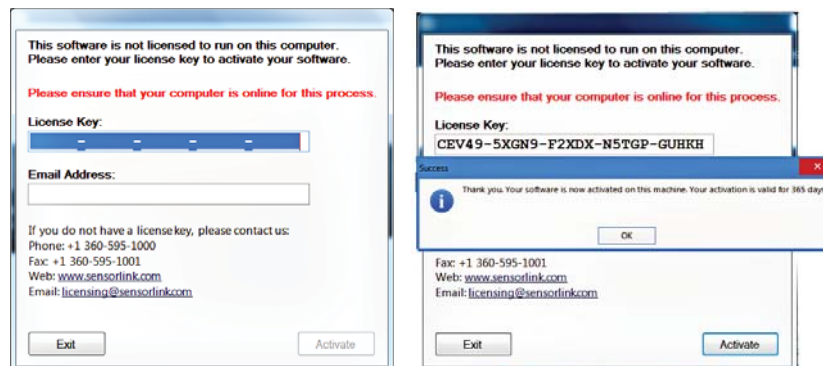 This software is not licensed to run on this computer.
Please enter your license key to activate your software.
Please ensure that your computer is online for this process.
License Key:
- - - -
Email Address:
If you do not have a license key, please contact us:
Phone: +1 360-595-1000
Fax: +1 360-595-1001
Web: www.sensorlink.com
Email: licensing@sensorlink.com
Exit
Activate
This software is not licensed to run on this computer.
Please enter your license key to activate your software.
Please ensure that your computer is online for this process.
License Key:
CEV49-5XGN9-F2XDX-N5TGP-GUHKH
Success
Thank you. Your software is now activated on this machine. Your activation is valid for 365 days
OK
Fax: +1 360-595-1001
Web: www.sensorlink.com
Email: licensing@sensorlink.com
Exit
Activate